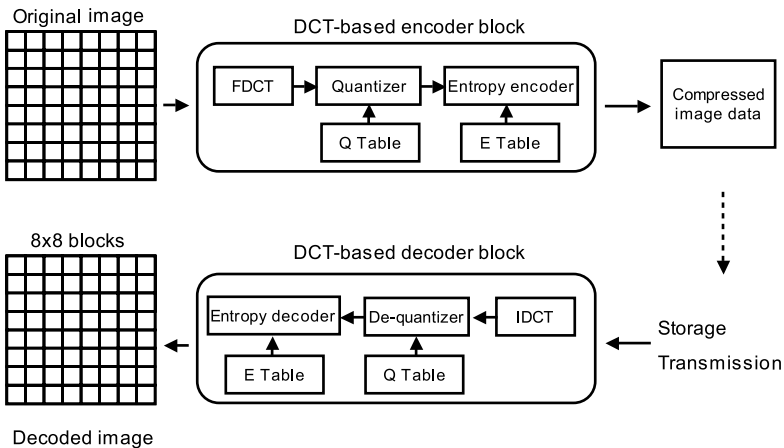 Original image
DCT-based encoder block
FDCT
Quantizer
Entropy encoder
Q Table
E Table
Compressed
image data
8x8 blocks
DCT-based decoder block
Entropy decoder
De-quantizer
IDCT
E Table
Q Table
Storage
Transmission
Decoded image